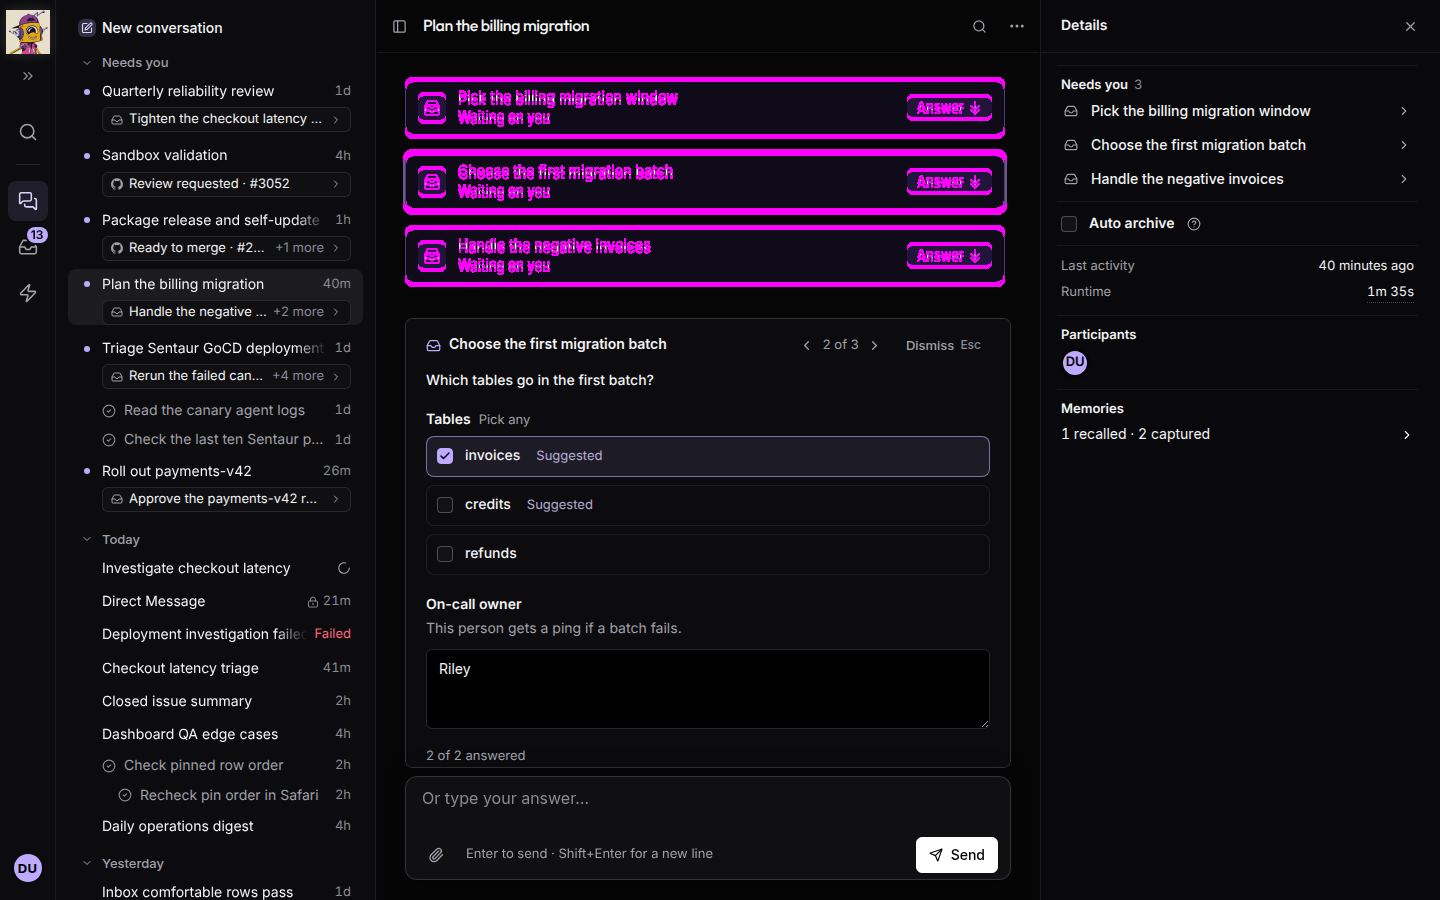 New conversation
Needs you
Quarterly reliability review 1d
Tighten the checkout latency ...
Sandbox validation 4h
Review requested · #3052
Package release and self-update 1h
Ready to merge · #2... +1 more
13
Plan the billing migration 40m
Handle the negative ... +2 more
Triage Sentaur GoCD deployment 1d
Rerun the failed can... +4 more
Read the canary agent logs 1d
Check the last ten Sentaur p... 1d
Roll out payments-v42 26m
Approve the payments-v42 r...
Today
Investigate checkout latency
Direct Message 21m
Deployment investigation failed Failed
Checkout latency triage 41m
Closed issue summary 2h
Dashboard QA edge cases 4h
Check pinned row order 2h
Recheck pin order in Safari 2h
Daily operations digest 4h
Yesterday
Inbox comfortable rows pass 1d
DU
Plan the billing migration
Pick the billing migration window
Waiting on you
Answer
Choose the first migration batch
Waiting on you
Answer
Handle the negative invoices
Waiting on you
Answer
Choose the first migration batch 2 of 3 Dismiss Esc
Which tables go in the first batch?
Tables Pick any
invoices Suggested
credits Suggested
refunds
On-call owner
This person gets a ping if a batch fails.
Riley
2 of 2 answered
Or type your answer...
Enter to send · Shift+Enter for a new line
Send
Details
Needs you 3
Pick the billing migration window
Choose the first migration batch
Handle the negative invoices
Auto archive
Last activity 40 minutes ago
Runtime 1m 35s
Participants
DU
Memories
1 recalled · 2 captured